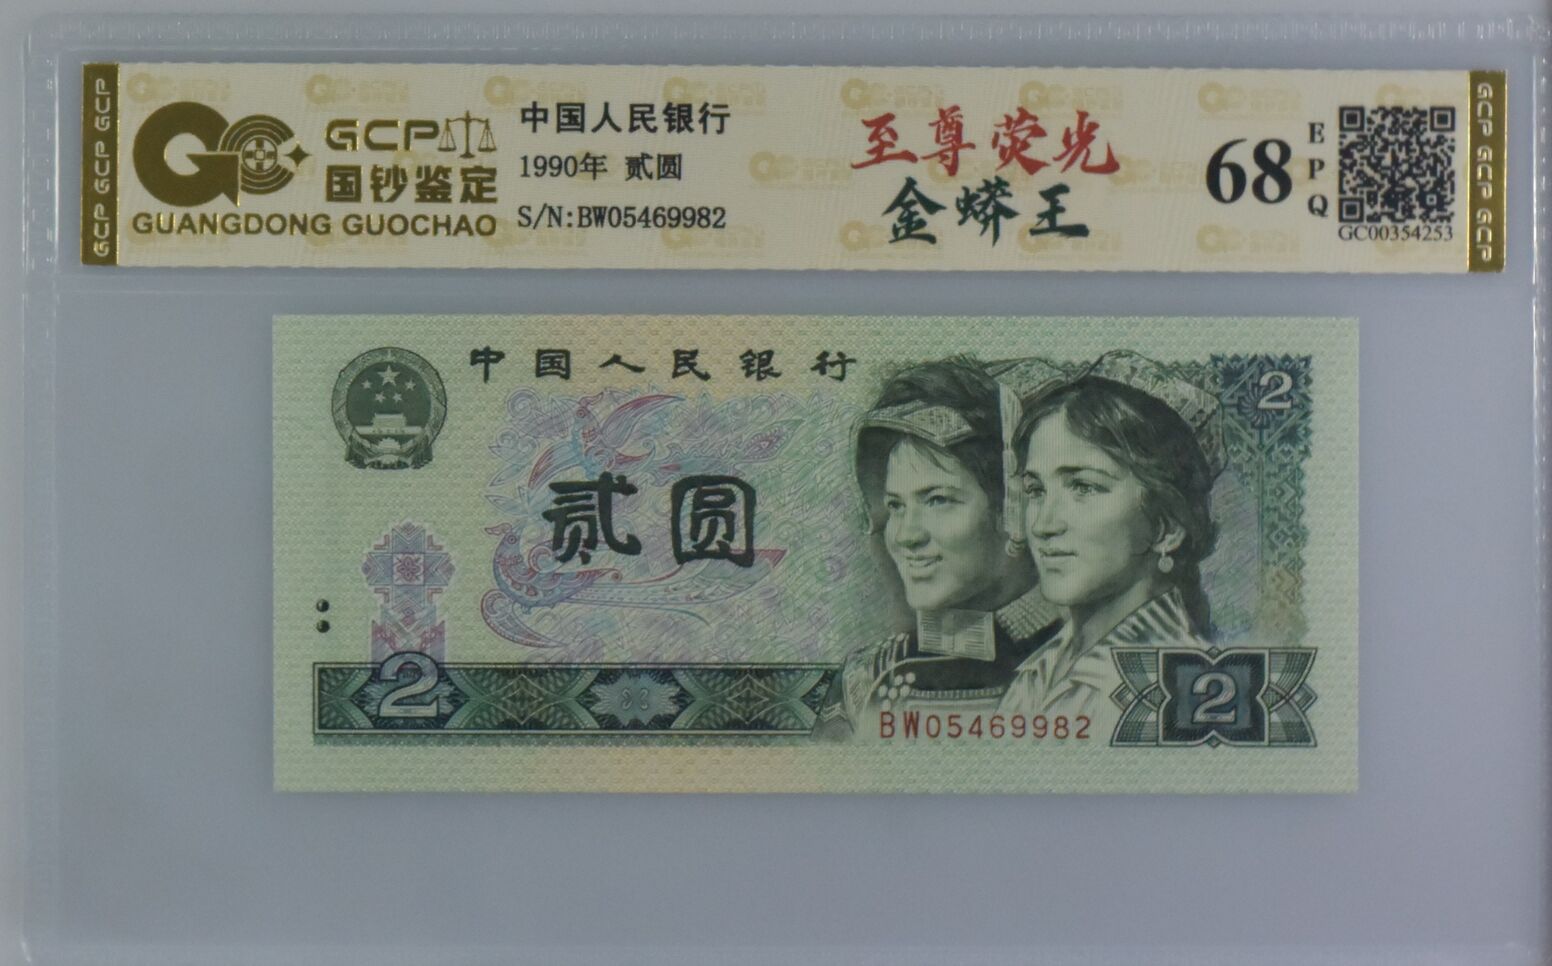 GCP GCP GCP
GCP
国钞鉴定
GUANGDONG GUOCHAO
中国人民银行
1990年 贰圆
S/N:BW05469982
至尊荧光
金蟒王
68
EPQ
GC00354253
GCP GCP GCP
中国人民银行
2
贰圆
2
BW05469982
2